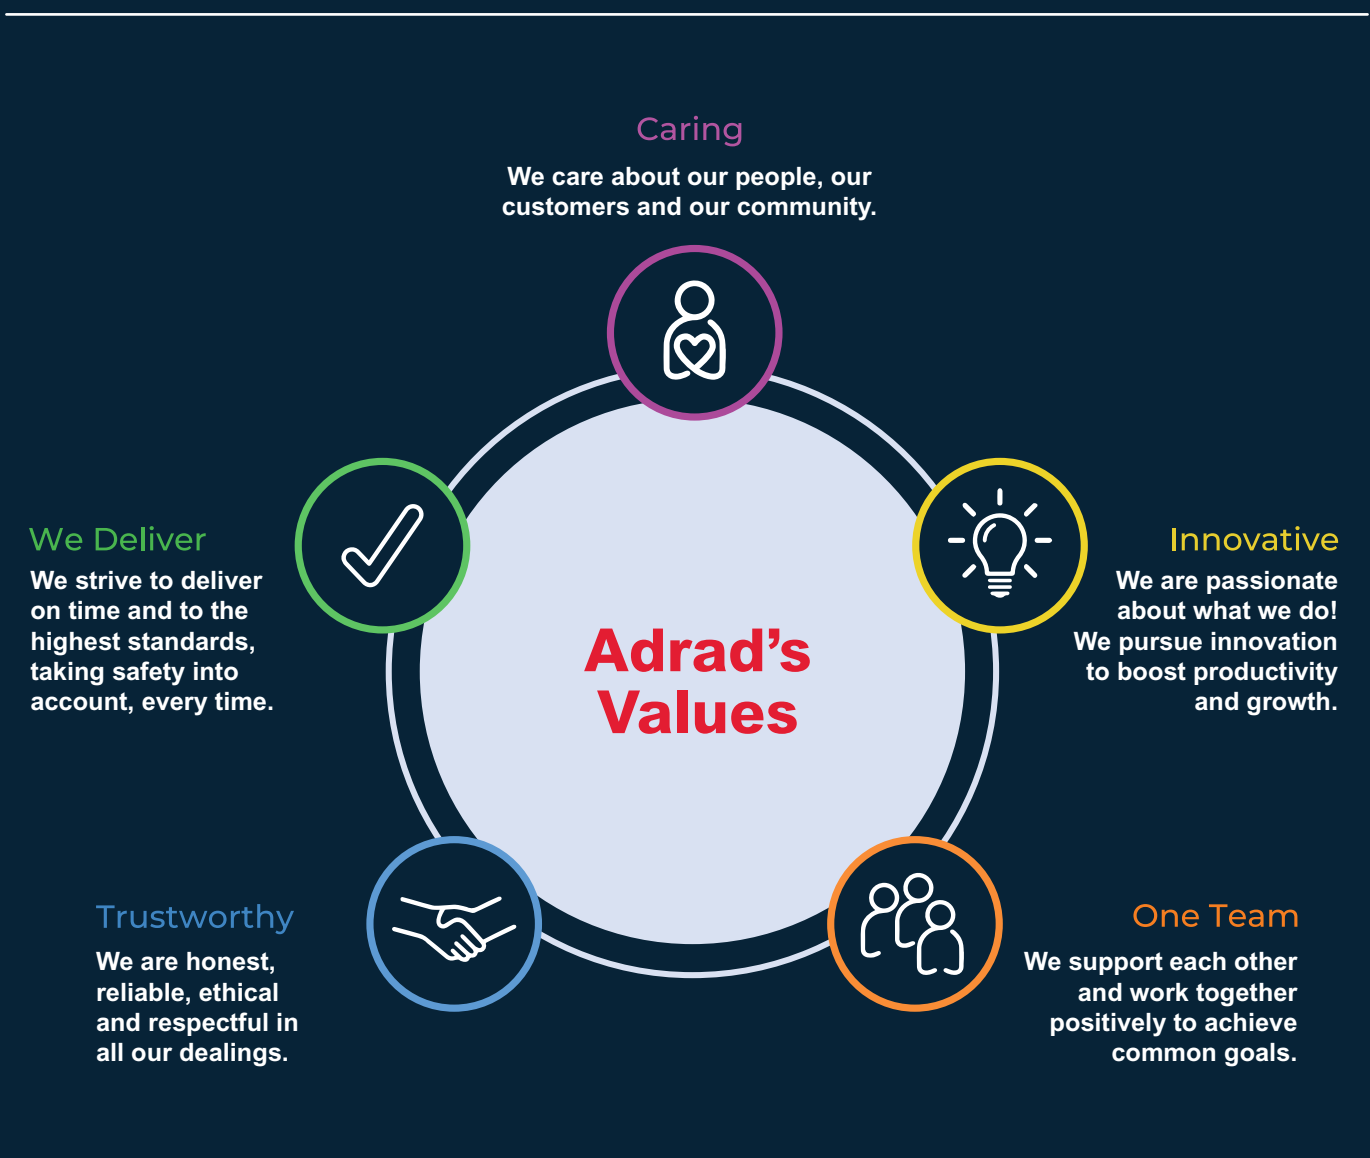 Caring
We care about our people, our
customers and our community.
We Deliver
We strive to deliver
on time and to the
highest standards,
taking safety into
account, every time.
Innovative
We are passionate
about what we do!
We pursue innovation
to boost productivity
and growth.
Adrad’s
Values
Trustworthy
We are honest,
reliable, ethical
and respectful in
all our dealings.
One Team
We support each other
and work together
positively to achieve
common goals.